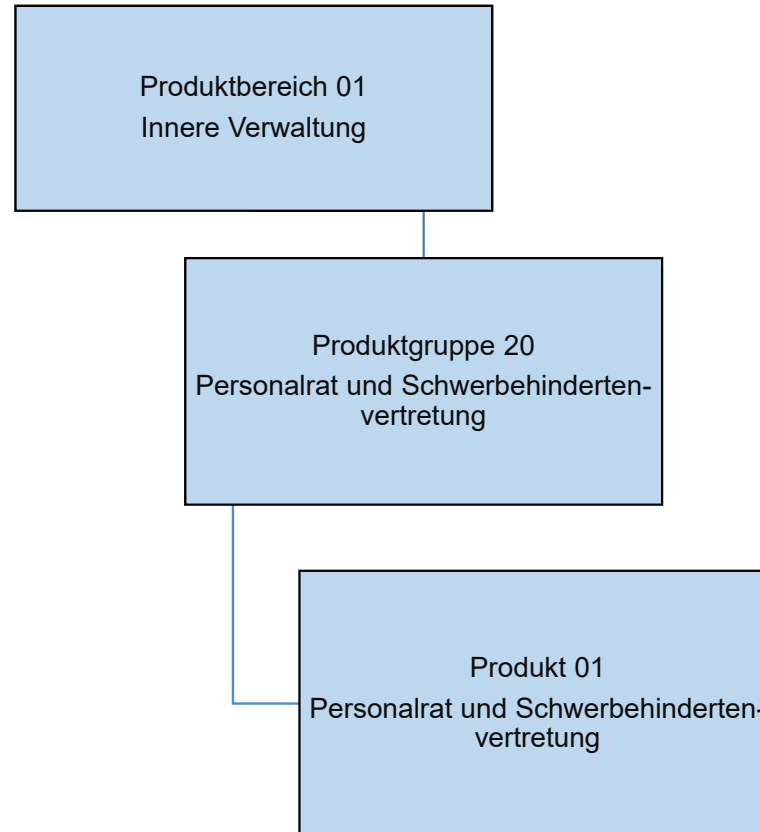 Produktbereich 01
Innere Verwaltung
Produktgruppe 20
Personalrat und Schwerbehinderten-
vertretung
Produkt 01
Personalrat und Schwerbehinderten-
vertretung